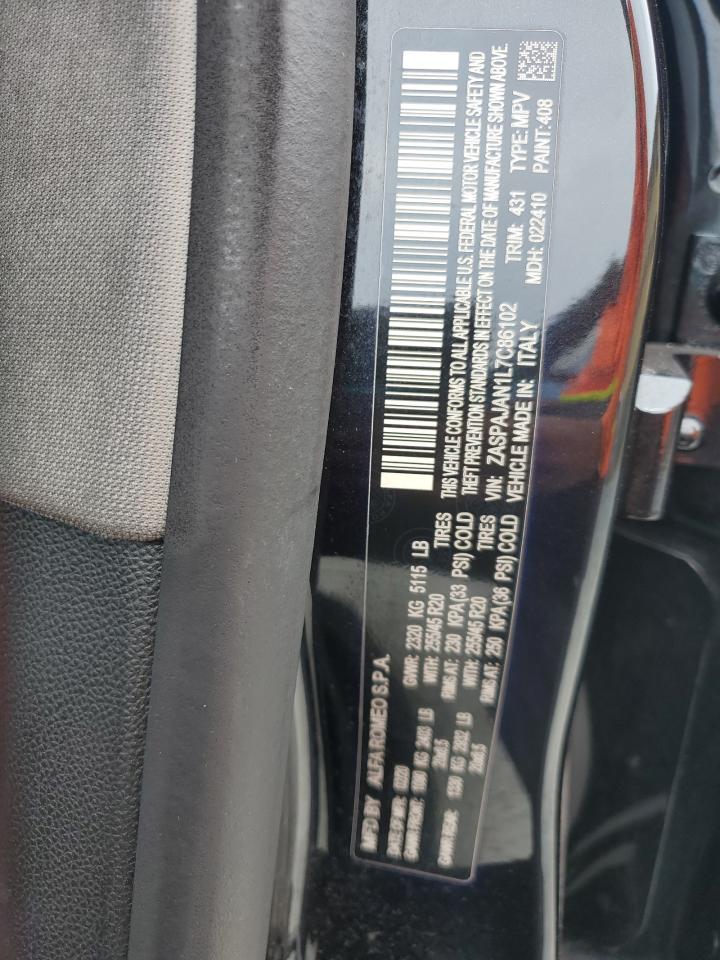 MFD BY ALFA ROMEO S.P.A.
GVWR: 2320 KG 5115 LB
WITH: 255/45 R20 TIRES
RIMS AT: 230 KPA(33 PSI) COLD
WITH: 255/45 R20 TIRES
RIMS AT: 250 KPA(36 PSI) COLD
THIS VEHICLE CONFORMS TO ALL APPLICABLE U.S. FEDERAL MOTOR VEHICLE SAFETY AND
THEFT PREVENTION STANDARDS IN EFFECT ON THE DATE OF MANUFACTURE SHOWN ABOVE.
VIN: ZASPAJAN1L7C86102 TRIM: 431 TYPE: MPV
VEHICLE MADE IN: ITALY MDH: 022410 PAINT: 408